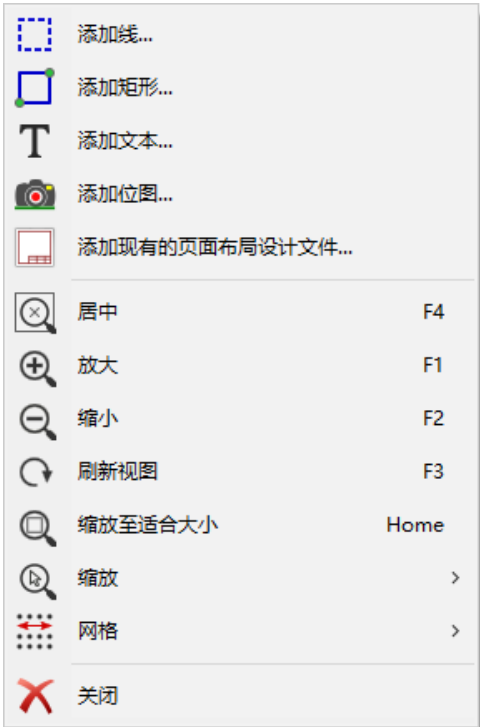 添加线...
添加矩形...
T 添加文本...
添加位图...
添加现有的页面布局设计文件...
居中 F4
放大 F1
缩小 F2
刷新视图 F3
缩放至适合大小 Home
缩放
网格
关闭